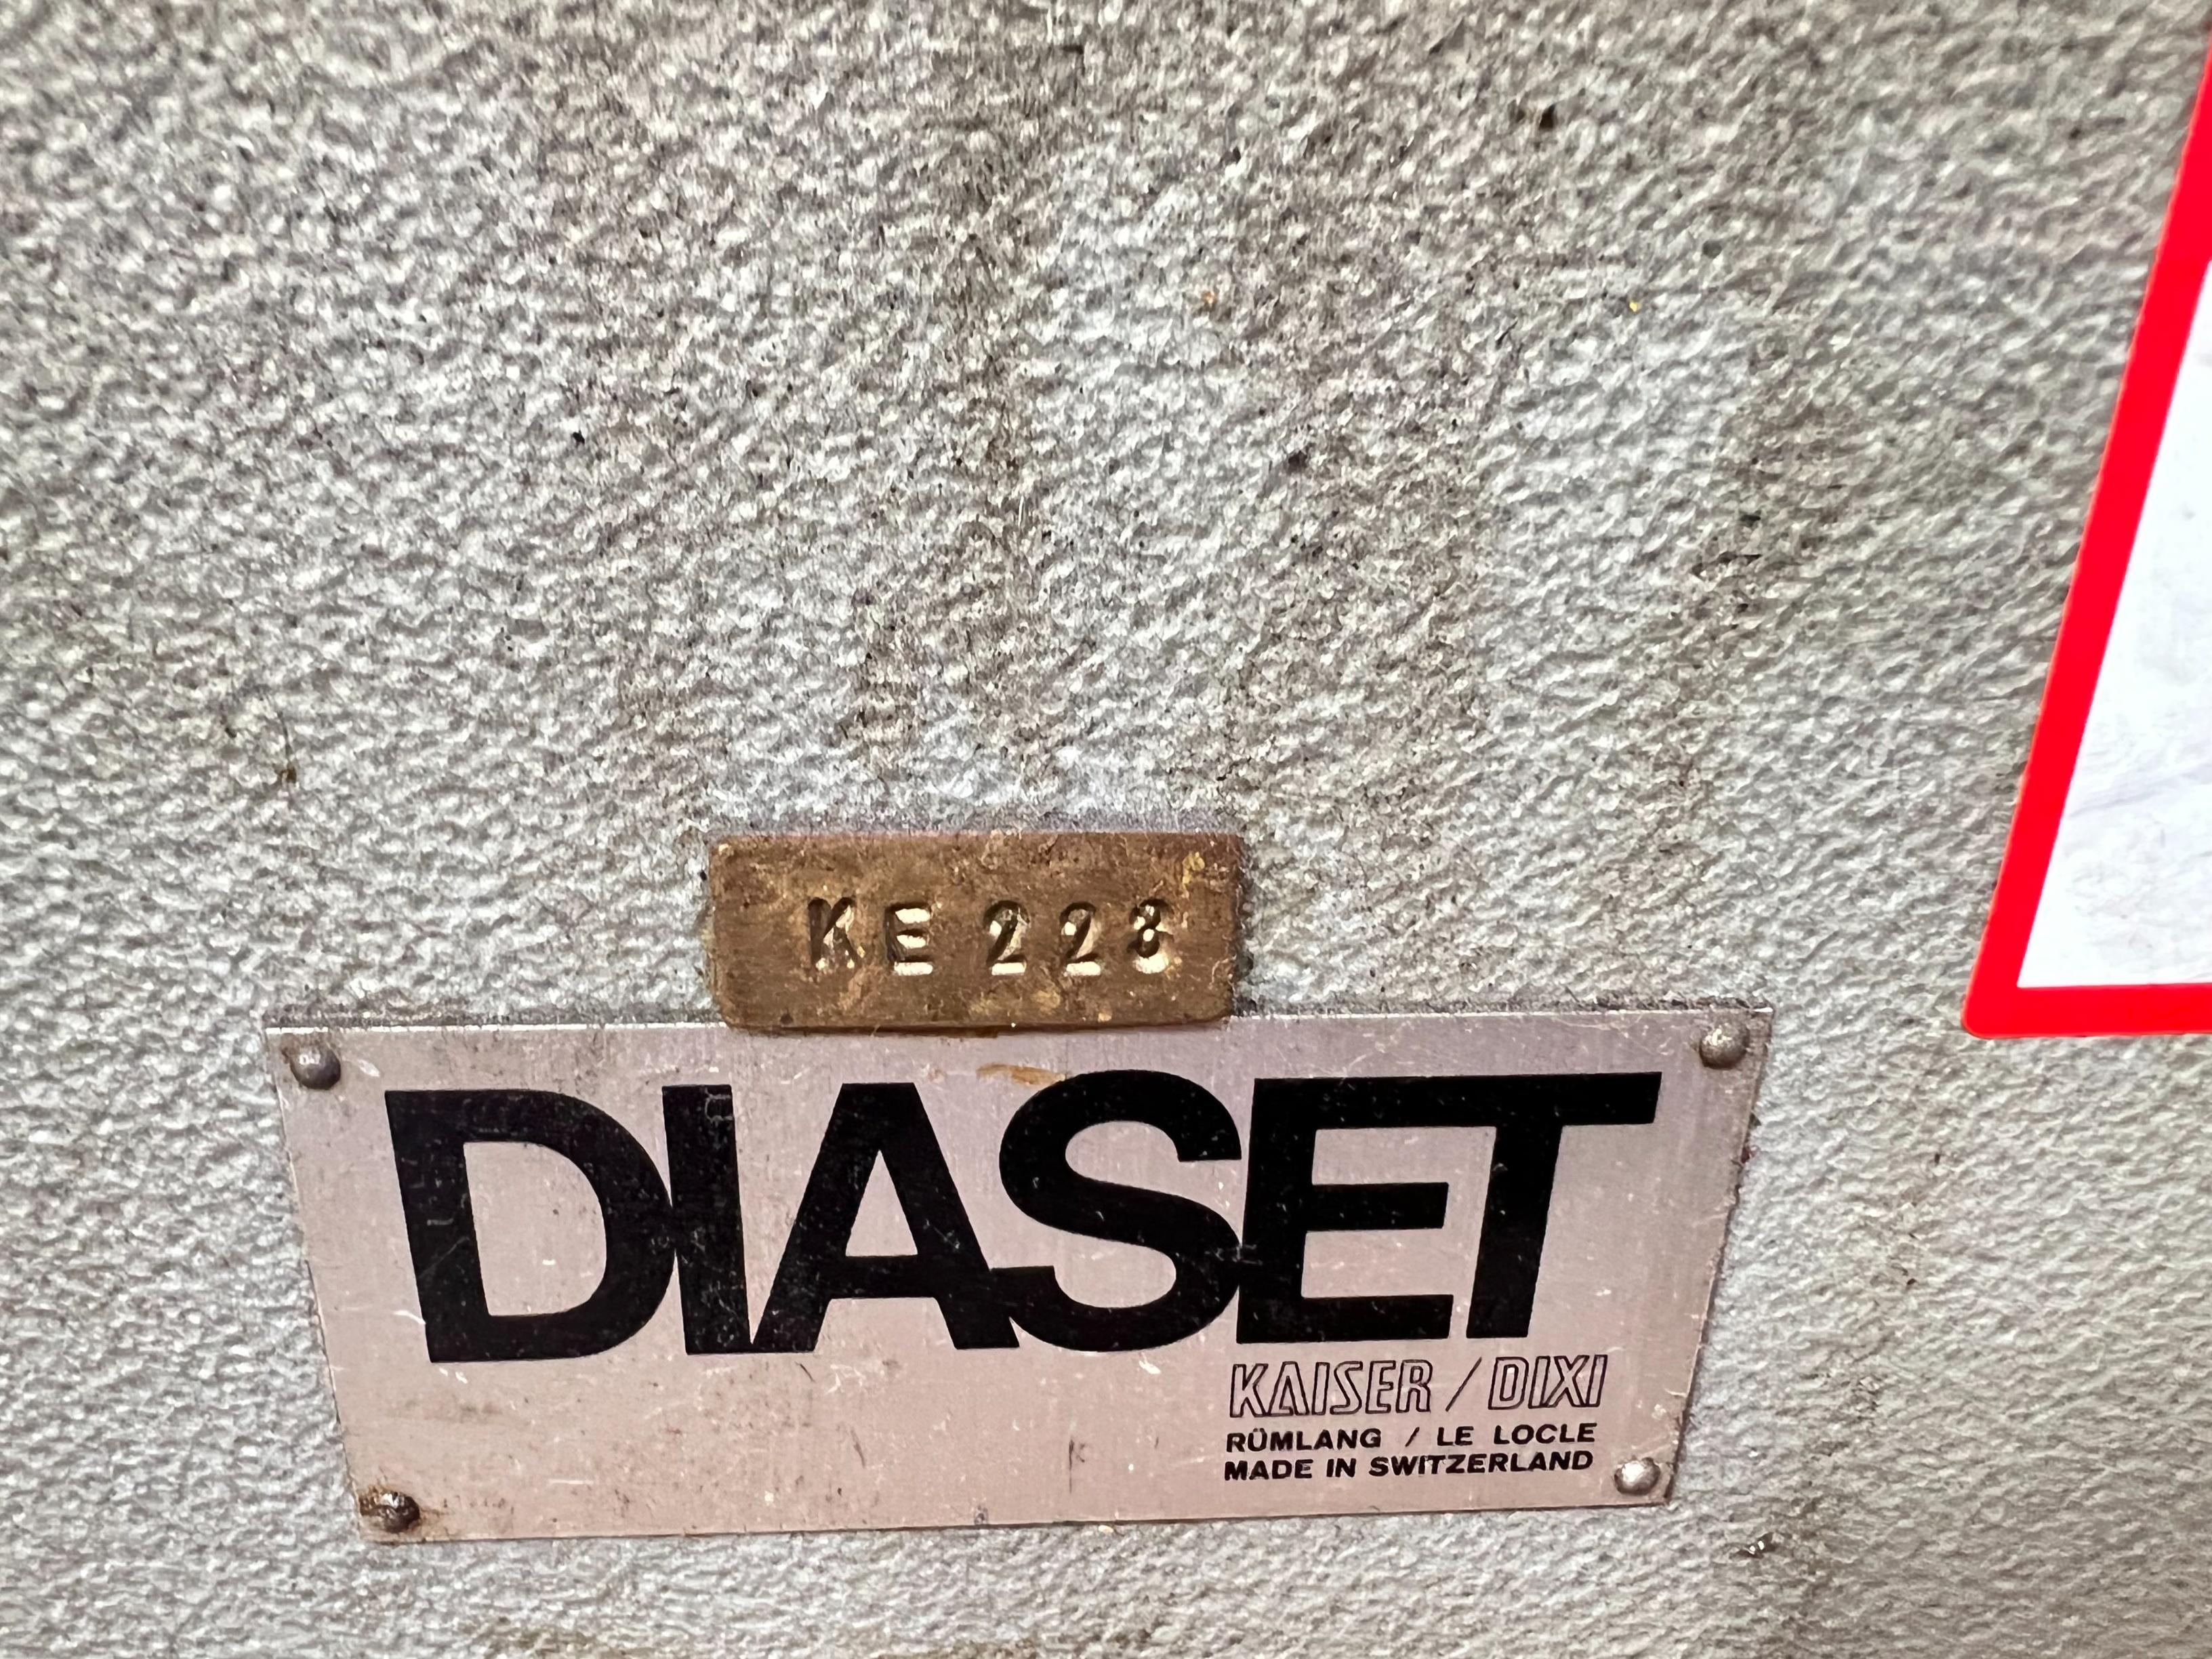 KE 228
DIASET
KAISER / DIXI
RÜMLANG / LE LOCLE
MADE IN SWITZERLAND